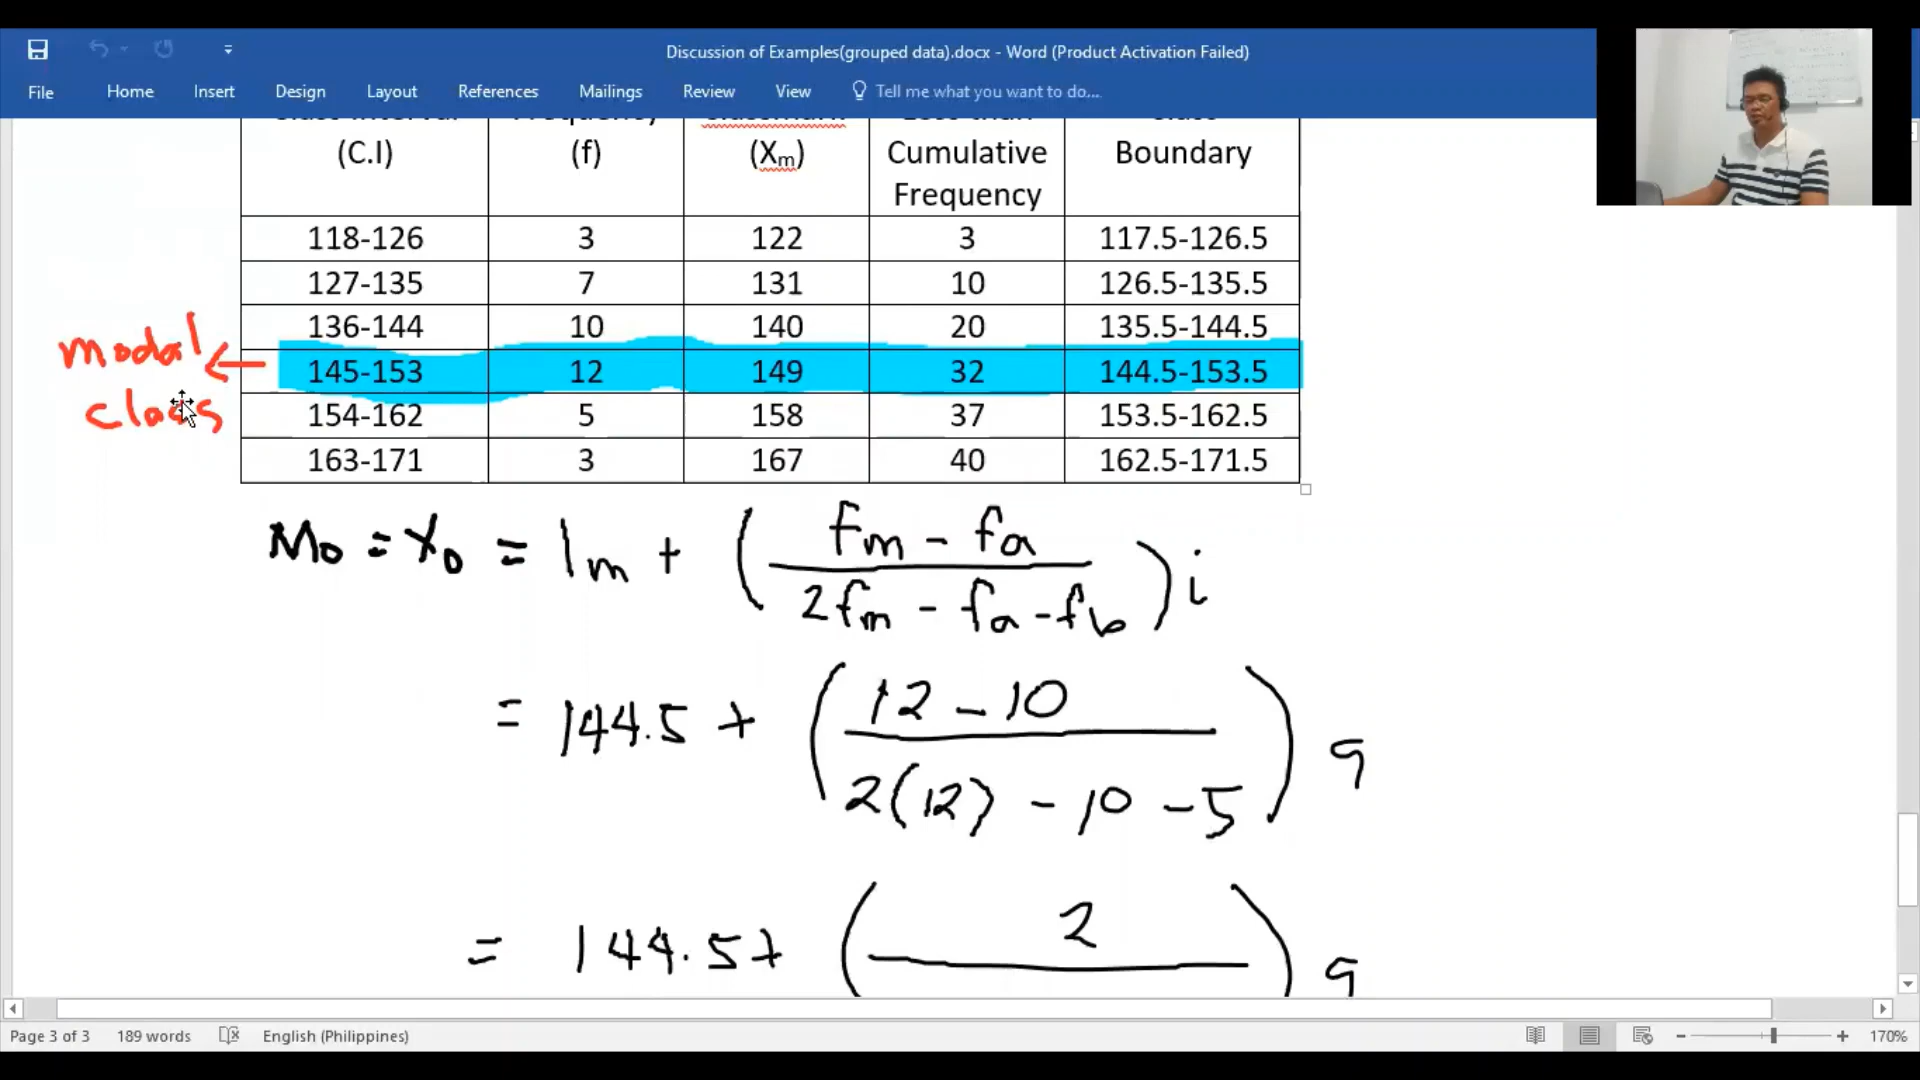 Discussion of Examples(grouped data).docx - Word (Product Activation Failed)
File Home Insert Design Layout References Mailings Review View Tell me what you want to do...
(C.I) (f) (Xm) Cumulative Frequency Boundary
118-126 3 122 3 117.5-126.5
127-135 7 131 10 126.5-135.5
136-144 10 140 20 135.5-144.5
145-153 12 149 32 144.5-153.5
154-162 5 158 37 153.5-162.5
163-171 3 167 40 162.5-171.5
modal
class
Mo = Xo = lm + ( fm - fa / 2fm - fa - fb ) i
= 144.5 + ( 12 - 10 / 2(12) - 10 - 5 ) 9
= 144.5 + ( 2 / ) 9
Page 3 of 3 189 words English (Philippines) 170%